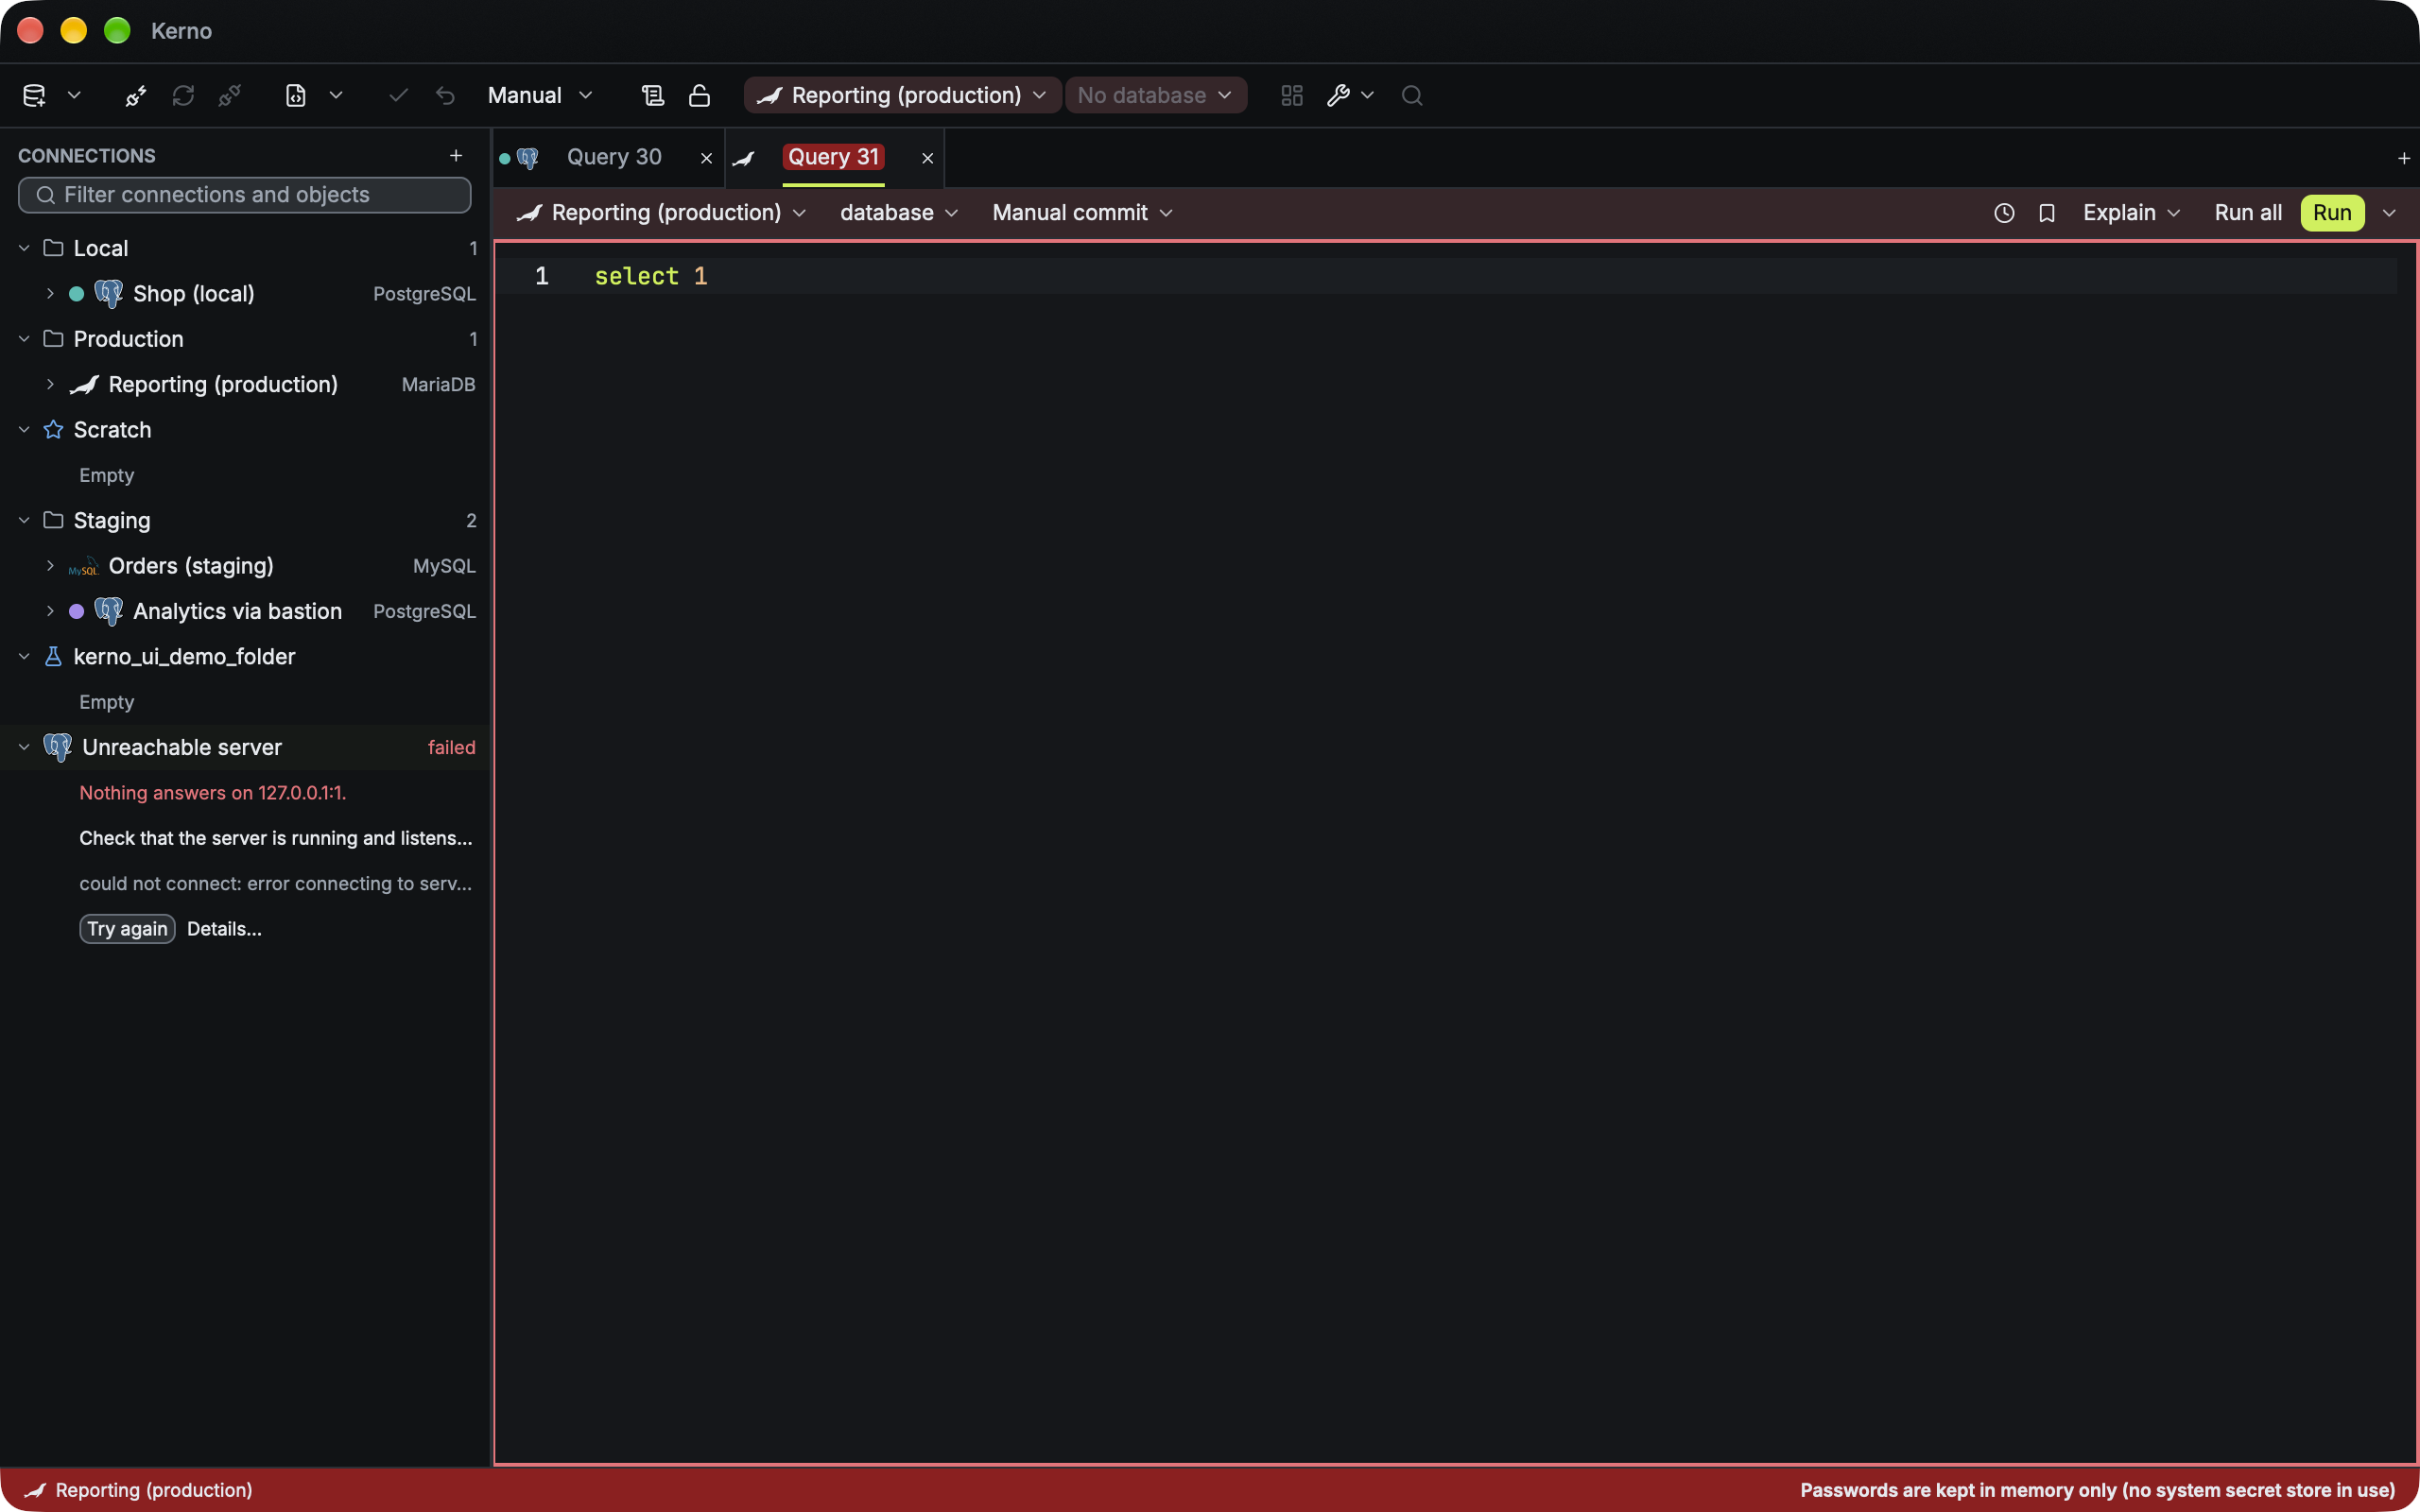 Kerno
Manual
Reporting (production)
No database
CONNECTIONS
Filter connections and objects
Local 1
Shop (local) PostgreSQL
Production 1
Reporting (production) MariaDB
Scratch
Empty
Staging 2
MySQL Orders (staging) MySQL
Analytics via bastion PostgreSQL
kerno_ui_demo_folder
Empty
Unreachable server failed
Nothing answers on 127.0.0.1:1.
Check that the server is running and listens...
could not connect: error connecting to serv...
Try again Details...
Query 30
Query 31
Reporting (production) database Manual commit Explain Run all Run
1 select 1
Reporting (production)
Passwords are kept in memory only (no system secret store in use)